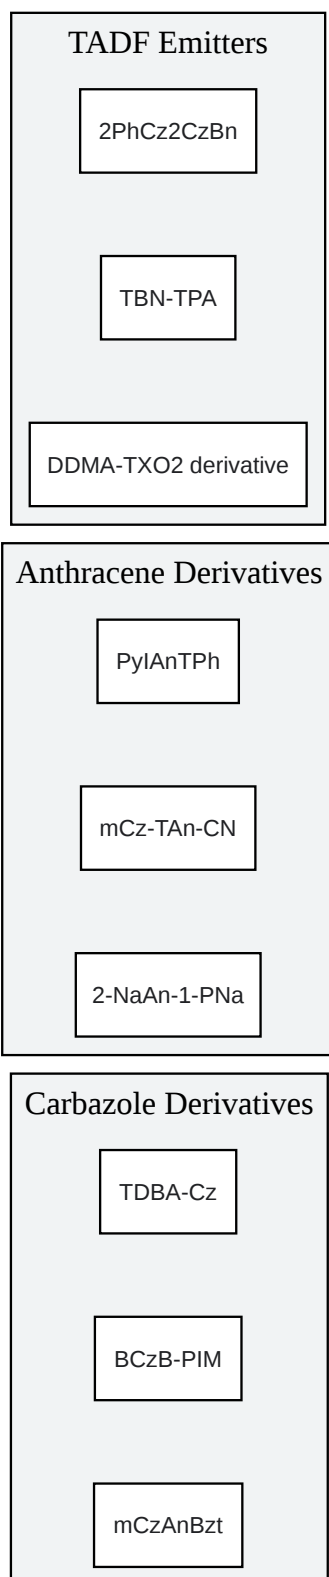 TADF Emitters
2PhCz2CzBn
TBN-TPA
DDMA-TXO2 derivative
Anthracene Derivatives
PyIAnTPh
mCz-TAn-CN
2-NaAn-1-PNa
Carbazole Derivatives
TDBA-Cz
BCzB-PIM
mCzAnBzt